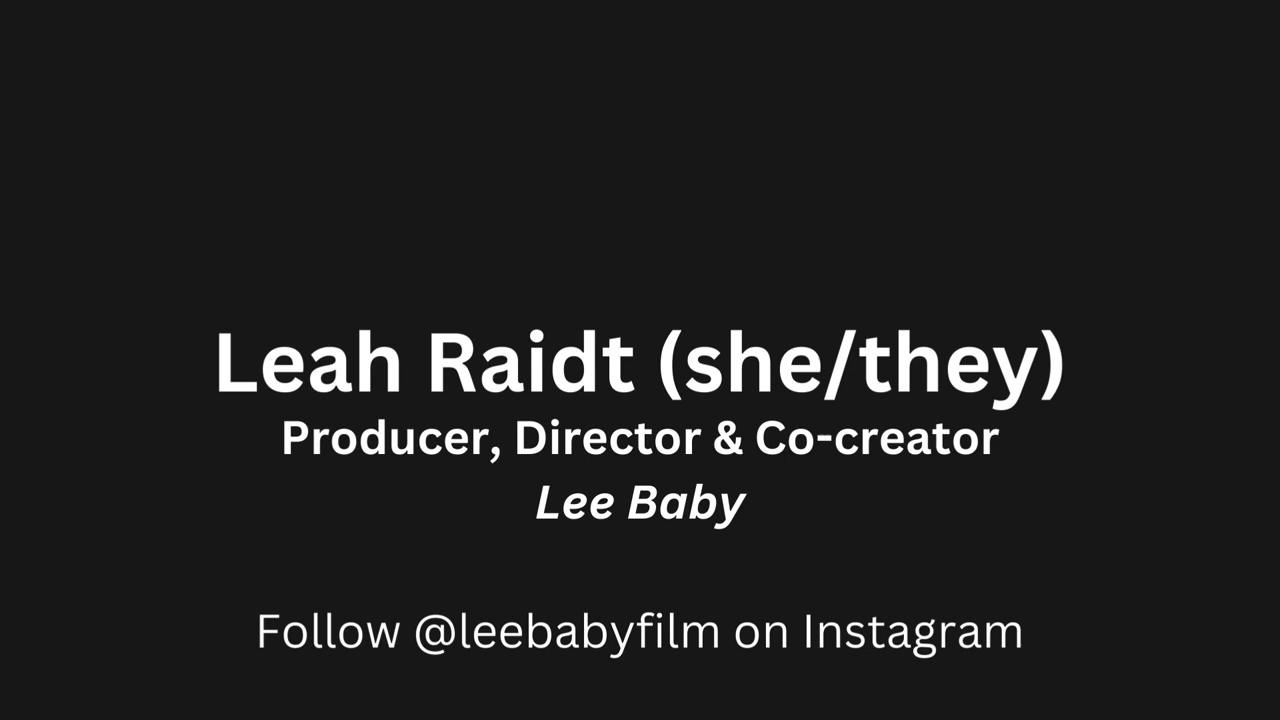 Leah Raidt (she/they)
Producer, Director & Co-creator
Lee Baby
Follow @leebabyfilm on Instagram